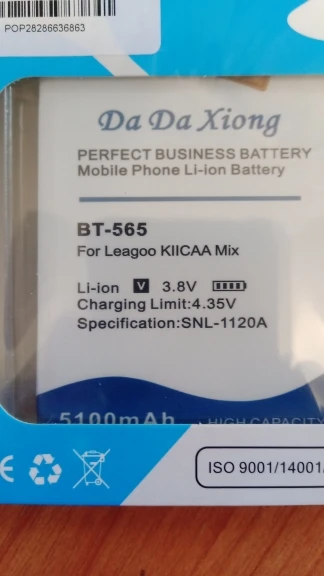 POP28286636863
Da Da Xiong
PERFECT BUSINESS BATTERY
Mobile Phone Li-ion Battery
BT-565
For Leagoo KIICAA Mix
Li-ion V 3.8V
Charging Limit:4.35V
Specification:SNL-1120A
5100mAh HIGH CAPACITY
ISO 9001/14001/